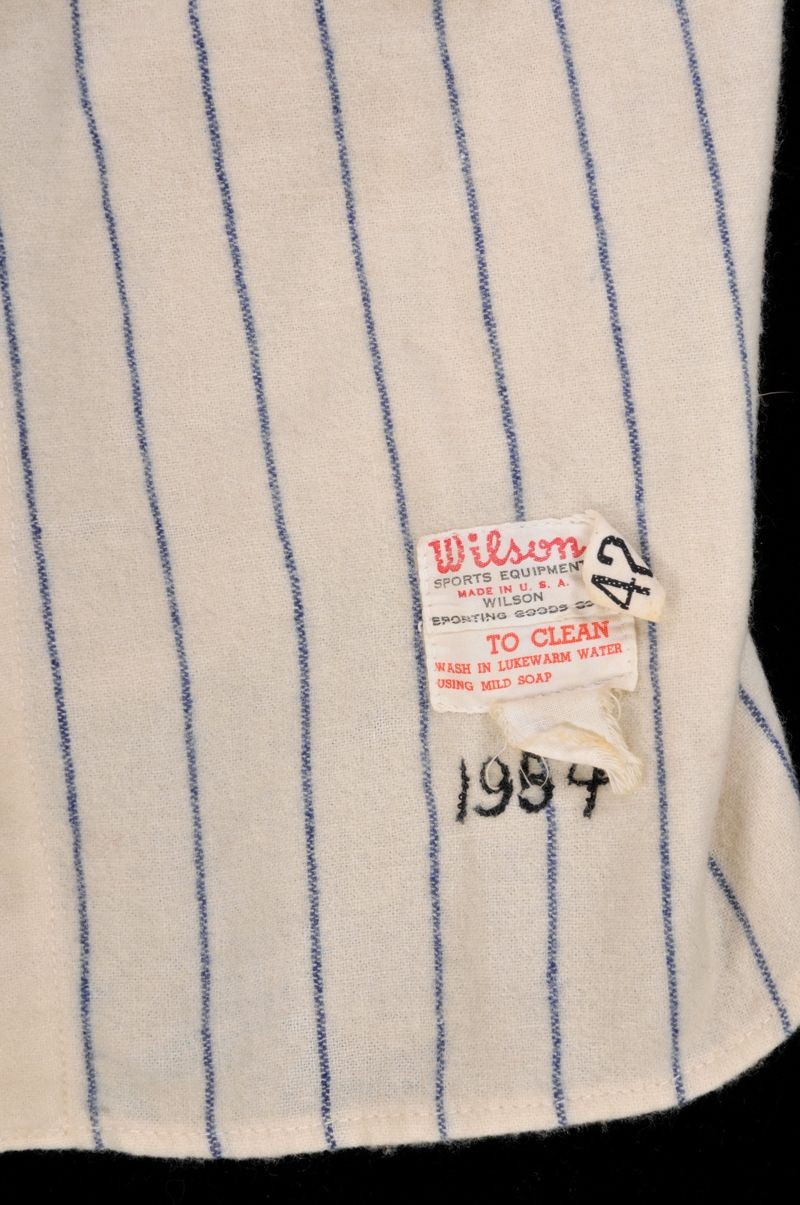 Wilson
SPORTS EQUIPMENT
MADE IN U. S. A.
WILSON
SPORTING GOODS CO
42
TO CLEAN
WASH IN LUKEWARM WATER
USING MILD SOAP
1984